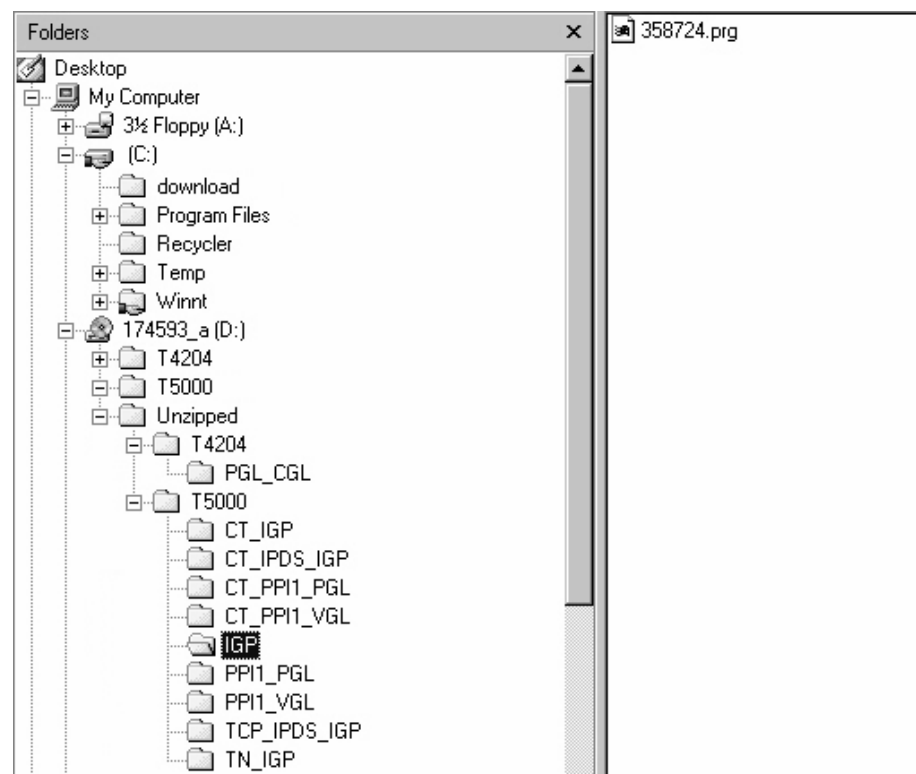 Folders
358724.prg
Desktop
My Computer
3½ Floppy (A:)
(C:)
download
Program Files
Recycler
Temp
Winnt
174593_a (D:)
T4204
T5000
Unzipped
T4204
PGL_CGL
T5000
CT_IGP
CT_IPDS_IGP
CT_PPI1_PGL
CT_PPI1_VGL
IGP
PPI1_PGL
PPI1_VGL
TCP_IPDS_IGP
TN_IGP